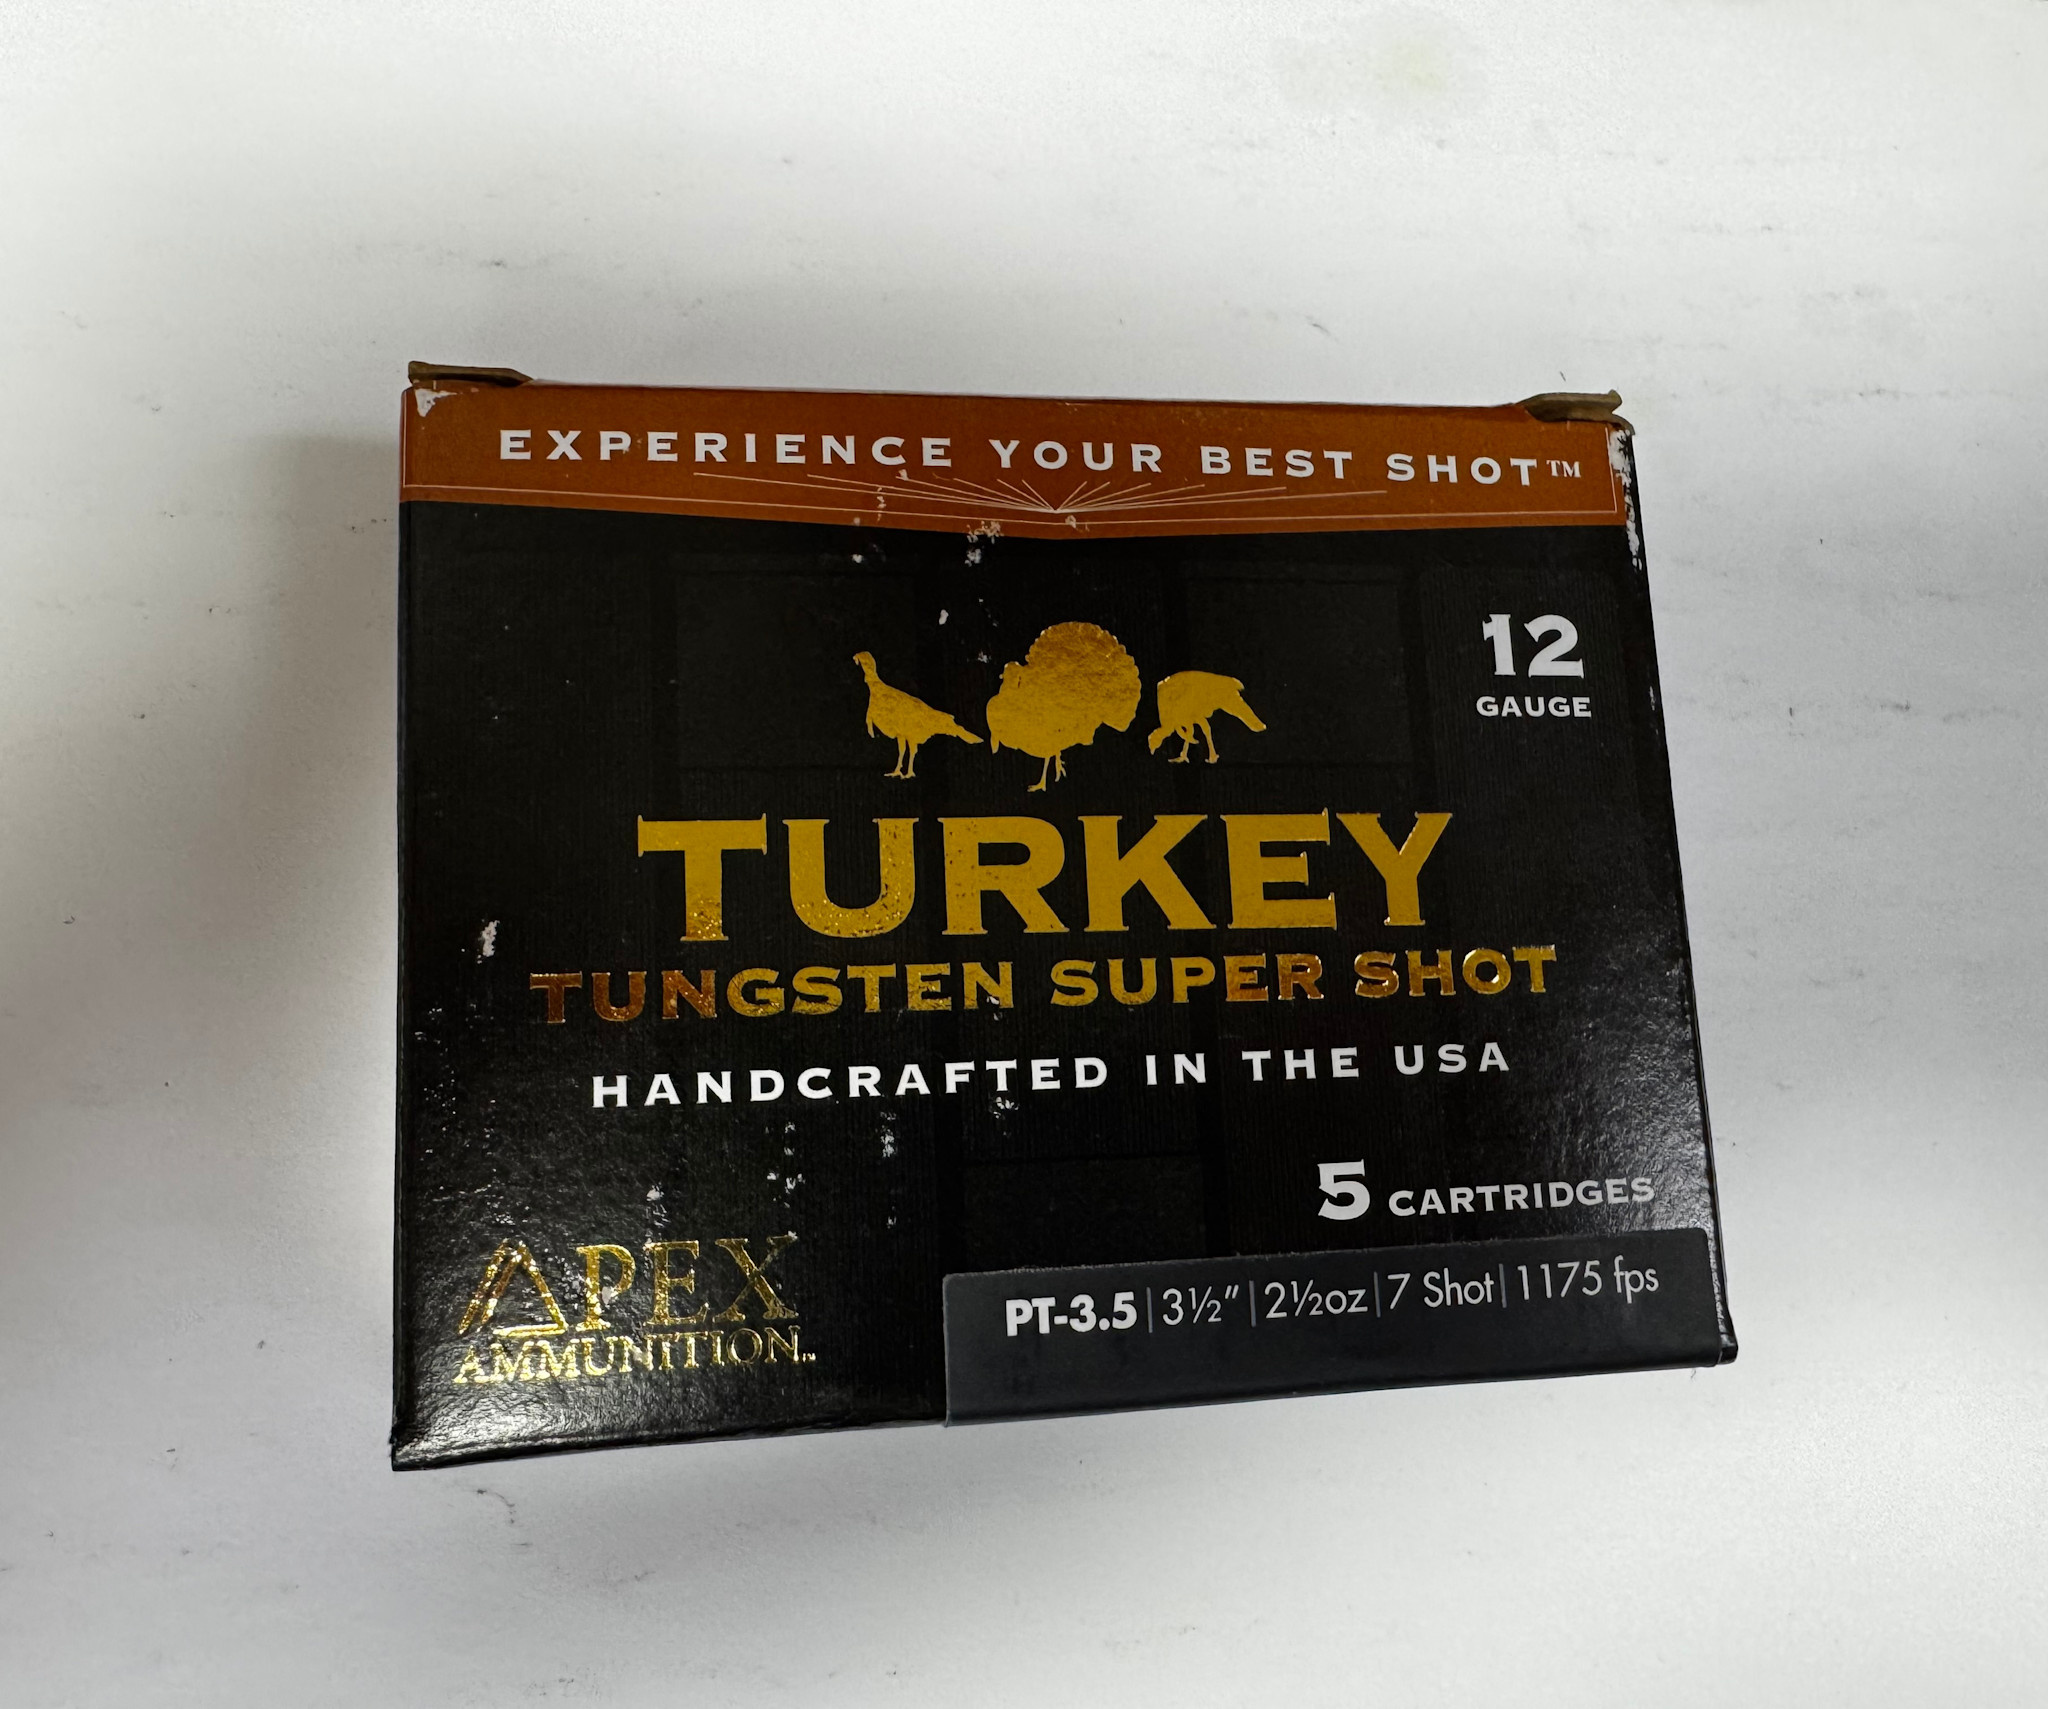 EXPERIENCE YOUR BEST SHOT™
12
GAUGE
TURKEY
TUNGSTEN SUPER SHOT
HANDCRAFTED IN THE USA
5 CARTRIDGES
APEX
AMMUNITION™
PT-3.5 | 3½" | 2½oz | 7 Shot | 1175 fps